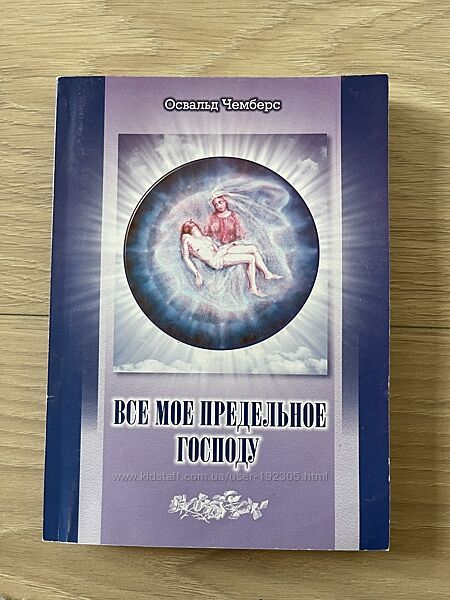 Освальд Чемберс
ВСЕ МОЕ ПРЕДЕЛЬНОЕ
ГОСПОДУ
www.kidstaff.com.ua/user-192305.html